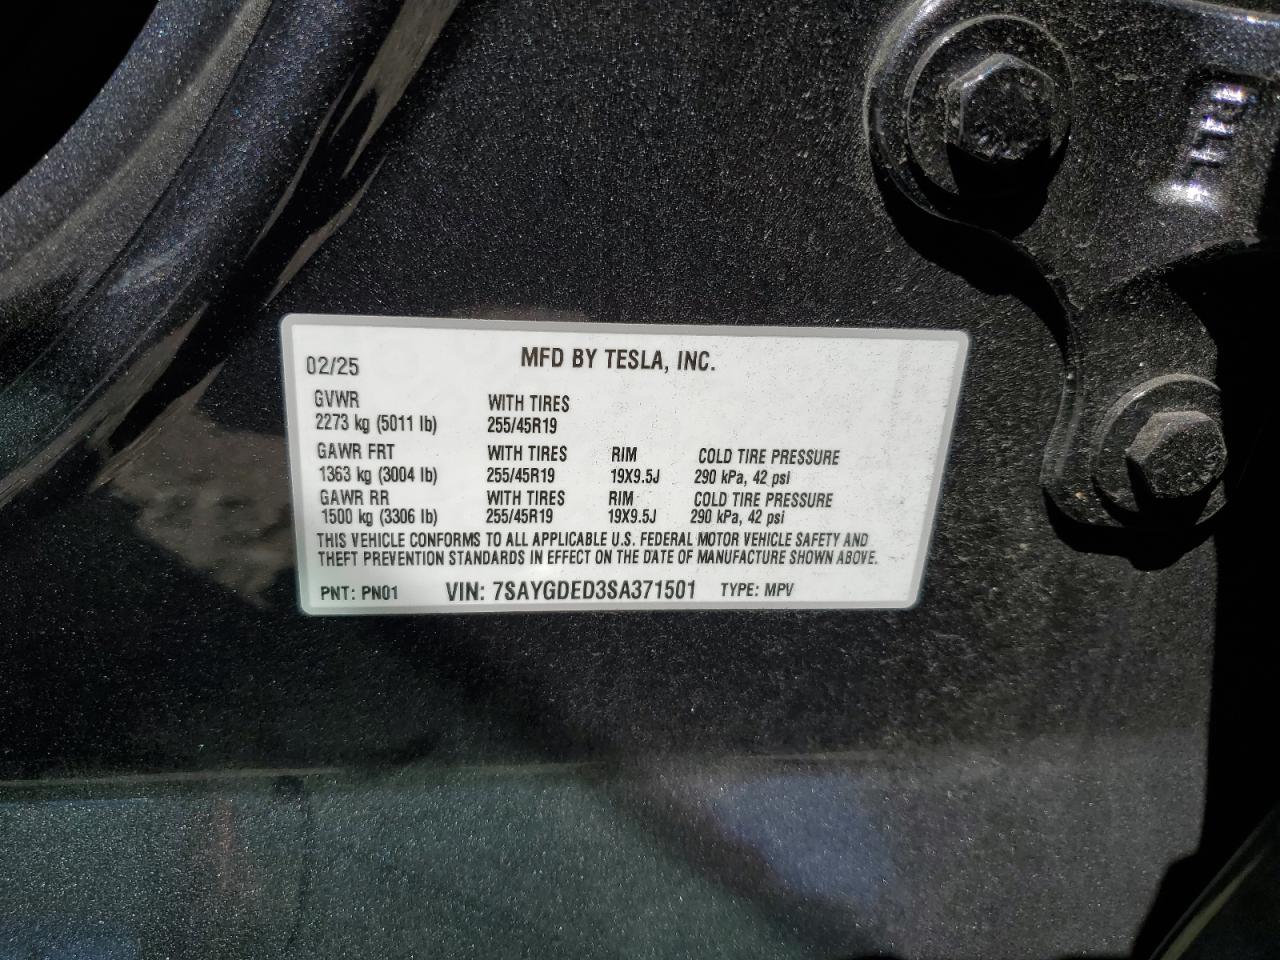 02/25 MFD BY TESLA, INC.
GVWR WITH TIRES
2273 kg (5011 lb) 255/45R19
GAWR FRT WITH TIRES RIM COLD TIRE PRESSURE
1363 kg (3004 lb) 255/45R19 19X9.5J 290 kPa, 42 psi
GAWR RR WITH TIRES RIM COLD TIRE PRESSURE
1500 kg (3306 lb) 255/45R19 19X9.5J 290 kPa, 42 psi
THIS VEHICLE CONFORMS TO ALL APPLICABLE U.S. FEDERAL MOTOR VEHICLE SAFETY AND
THEFT PREVENTION STANDARDS IN EFFECT ON THE DATE OF MANUFACTURE SHOWN ABOVE.
PNT: PN01 VIN: 7SAYGDED3SA371501 TYPE: MPV